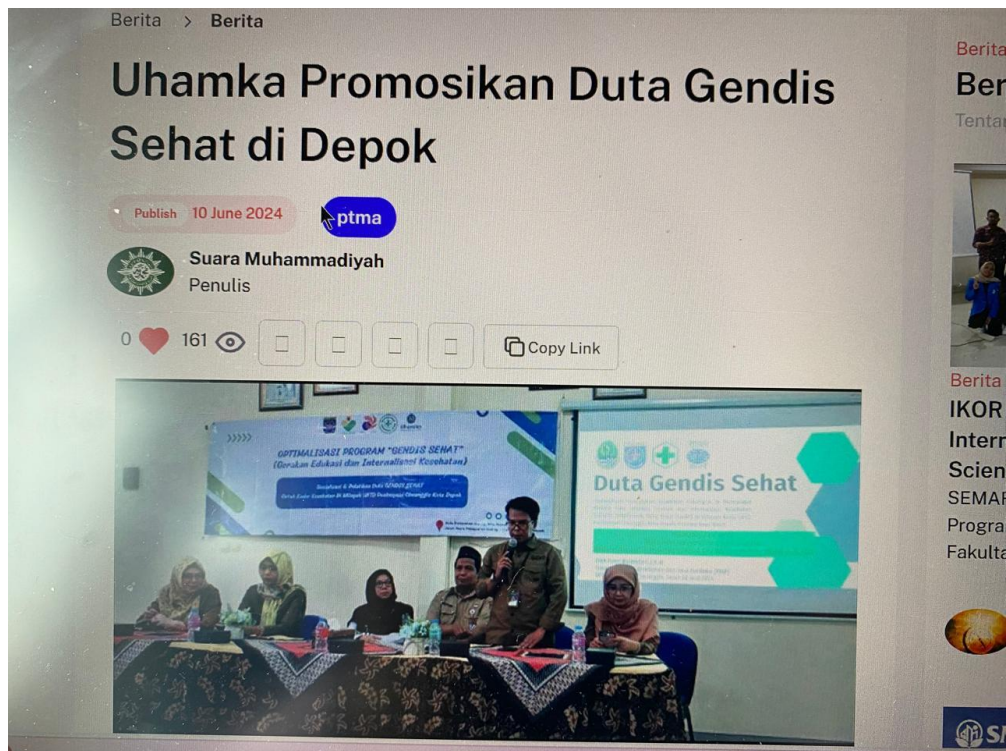 Berita > Berita
Uhamka Promosikan Duta Gendis
Sehat di Depok
Publish 10 June 2024
ptma
Suara Muhammadiyah
Penulis
0 161 Copy Link
OPTIMALISASI PROGRAM "GENDIS SEHAT"
(Gerakan Edukasi dan Internalisasi Kesehatan)
Duta Gendis Sehat
Berita
Ber
Tentan
Berita
IKOR
Intern
Scien
SEMAR
Progra
Fakulta